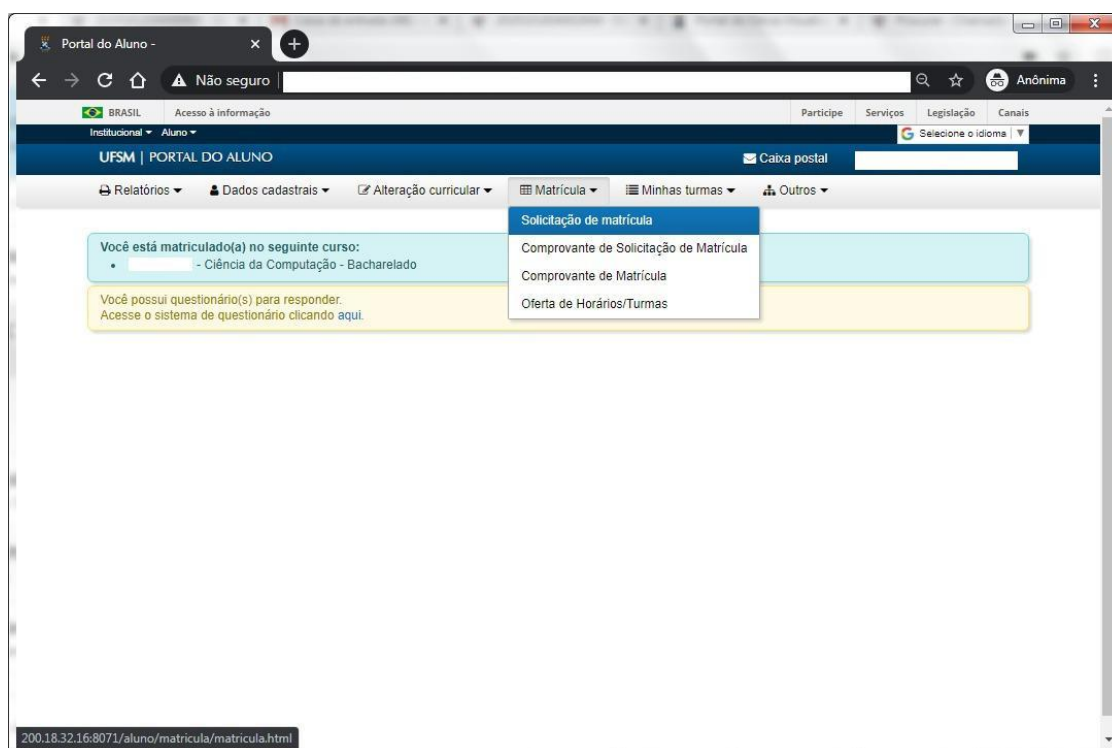 Portal do Aluno -
Não seguro
Anônima
BRASIL Acesso à informação Participe Serviços Legislação Canais
Institucional Aluno Selecione o idioma
UFSM | PORTAL DO ALUNO Caixa postal
Relatórios Dados cadastrais Alteração curricular Matrícula Minhas turmas Outros
Solicitação de matrícula
Comprovante de Solicitação de Matrícula
Comprovante de Matrícula
Oferta de Horários/Turmas
Você está matriculado(a) no seguinte curso:
- Ciência da Computação - Bacharelado
Você possui questionário(s) para responder.
Acesse o sistema de questionário clicando aqui.
200.18.32.16:8071/aluno/matricula/matricula.html